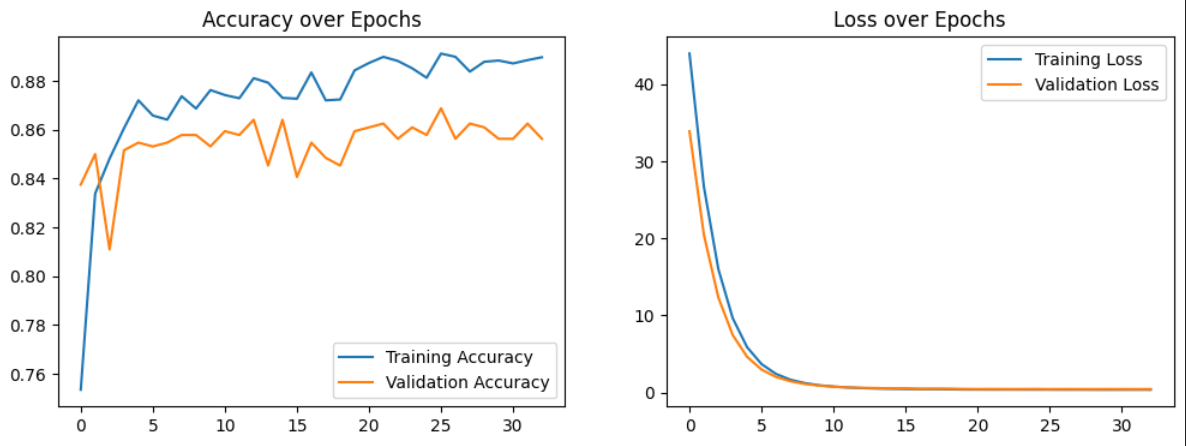 Accuracy over Epochs
0.88
0.86
0.84
0.82
0.80
0.78
0.76
Training Accuracy
Validation Accuracy
0 5 10 15 20 25 30
Loss over Epochs
Training Loss
Validation Loss
40
30
20
10
0
0 5 10 15 20 25 30